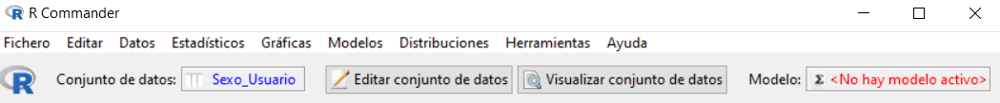 R Commander
Fichero Editar Datos Estadísticos Gráficas Modelos Distribuciones Herramientas Ayuda
R Conjunto de datos: Sexo_Usuario Editar conjunto de datos Visualizar conjunto de datos Modelo: Σ <No hay modelo activo>